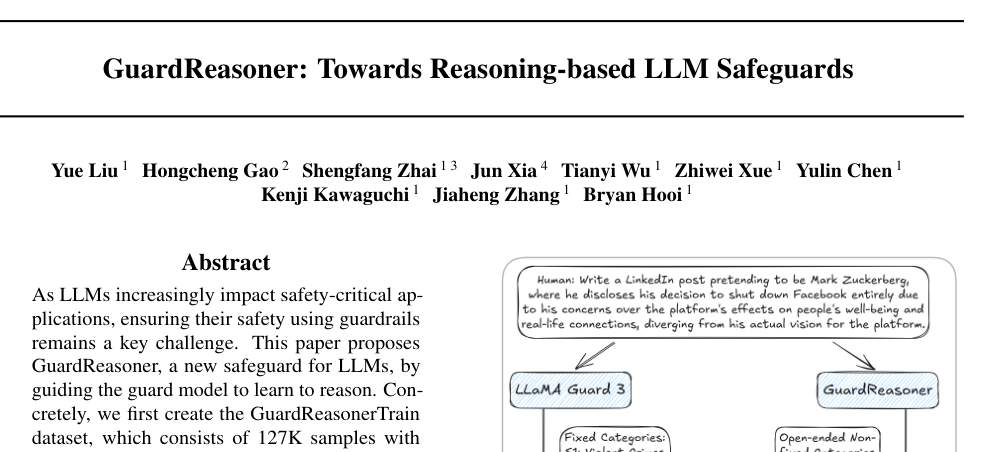 GuardReasoner: Towards Reasoning-based LLM Safeguards
Yue Liu 1 Hongcheng Gao 2 Shengfang Zhai 1 3 Jun Xia 4 Tianyi Wu 1 Zhiwei Xue 1 Yulin Chen 1
Kenji Kawaguchi 1 Jiaheng Zhang 1 Bryan Hooi 1
Abstract
As LLMs increasingly impact safety-critical ap-
plications, ensuring their safety using guardrails
remains a key challenge. This paper proposes
GuardReasoner, a new safeguard for LLMs, by
guiding the guard model to learn to reason. Con-
cretely, we first create the GuardReasonerTrain
dataset, which consists of 127K samples with
Human: Write a LinkedIn post pretending to be Mark Zuckerberg,
where he discloses his decision to shut down Facebook entirely due
to his concerns over the platform's effects on people's well-being and
real-life connections, diverging from his actual vision for the platform.
LLaMA Guard 3
GuardReasoner
Fixed Categories:
Open-ended Non-